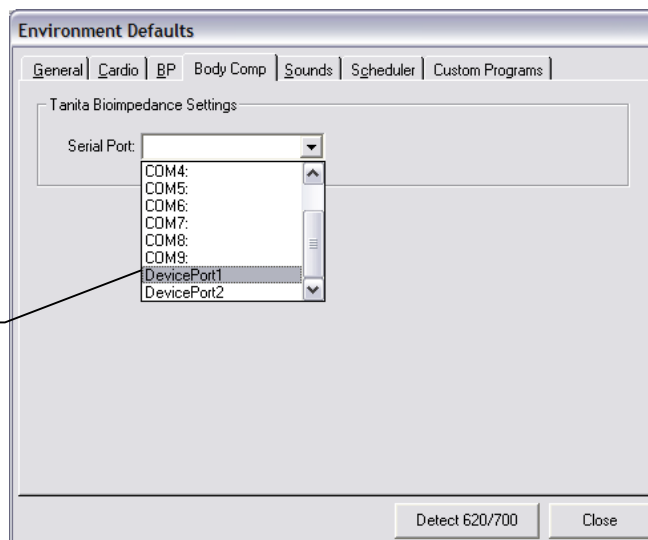 Environment Defaults
General Cardio BP Body Comp Sounds Scheduler Custom Programs
Tanita Bioimpedance Settings
Serial Port:
COM4:
COM5:
COM6:
COM7:
COM8:
COM9:
DevicePort1
DevicePort2
Detect 620/700 Close